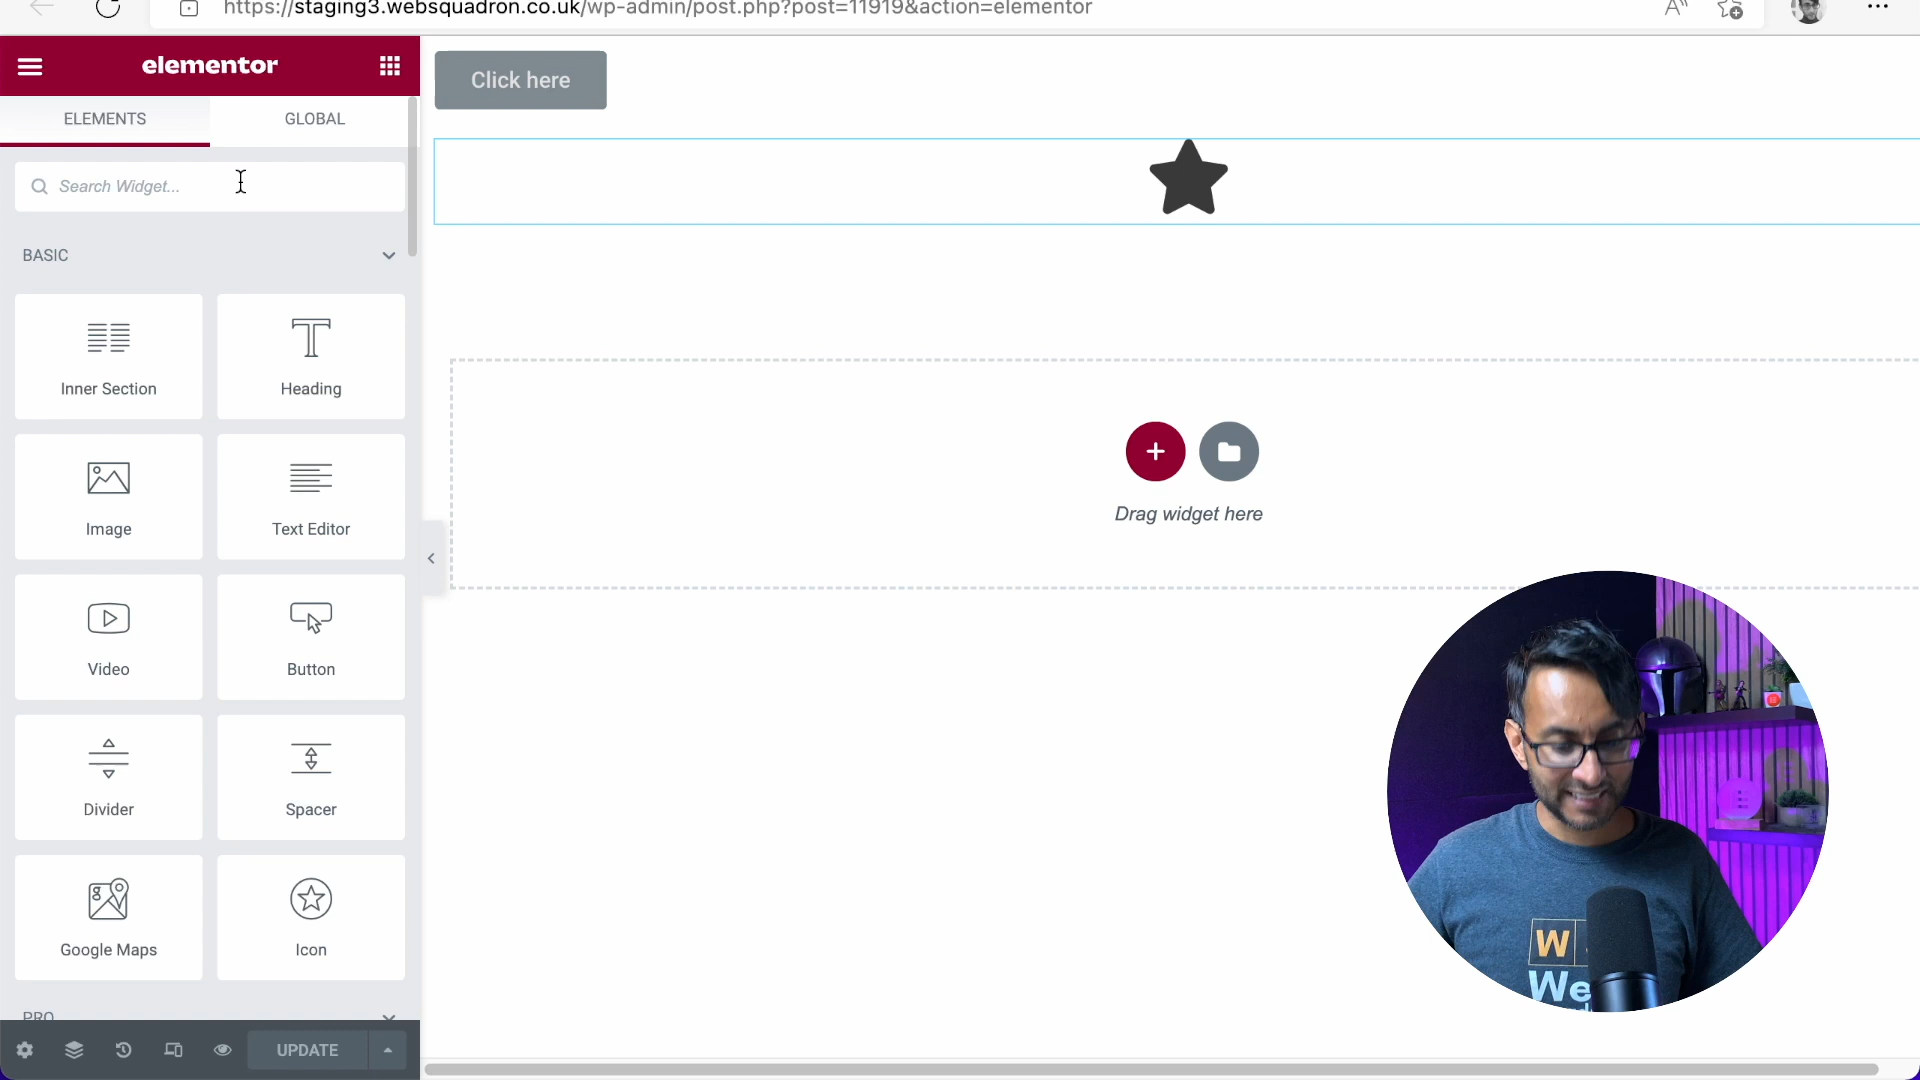 https://staging3.websquadron.co.uk/wp-admin/post.php?post=11919&action=elementor
elementor
Click here
ELEMENTS
GLOBAL
Search Widget...
BASIC
Inner Section
Heading
Image
Text Editor
Drag widget here
Video
Button
Divider
Spacer
Google Maps
Icon
PRO
UPDATE
W
We